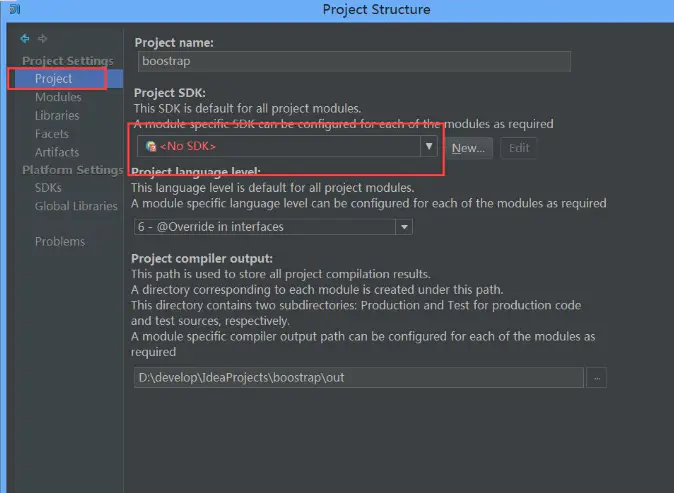 Project Structure
Project Settings
Project
Modules
Libraries
Facets
Artifacts
Platform Settings
SDKs
Global Libraries
Problems
Project name:
boostrap
Project SDK:
This SDK is default for all project modules.
A module specific SDK can be configured for each of the modules as required
<No SDK>
New...
Edit
Project language level:
This language level is default for all project modules.
A module specific language level can be configured for each of the modules as required
6 - @Override in interfaces
Project compiler output:
This path is used to store all project compilation results.
A directory corresponding to each module is created under this path.
This directory contains two subdirectories: Production and Test for production code
and test sources, respectively.
A module specific compiler output path can be configured for each of the modules as
required
D:\develop\IdeaProjects\boostrap\out
...